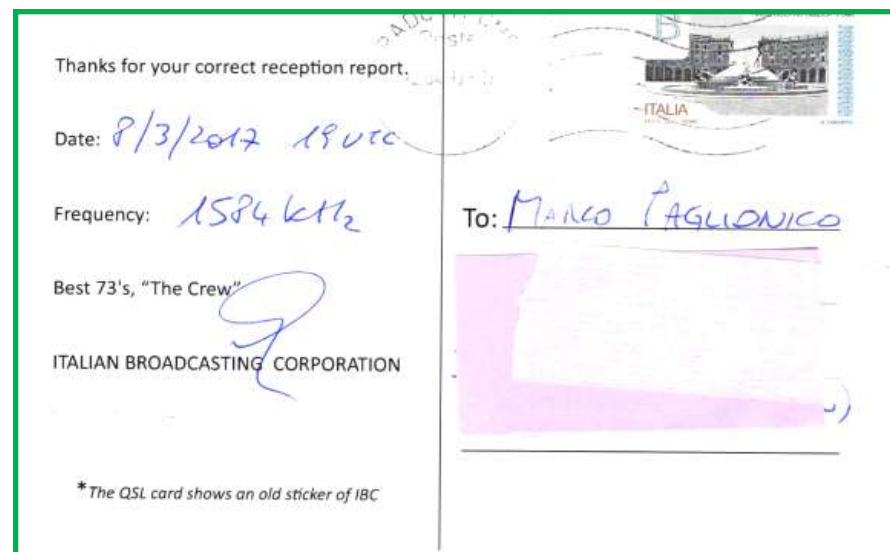 Thanks for your correct reception report.
Date: 8/3/2017 19 UTC
Frequency: 1584 kHz
Best 73's, "The Crew"
ITALIAN BROADCASTING CORPORATION
*The QSL card shows an old sticker of IBC
B
ITALIA
To: MARCO PAGLIONICO